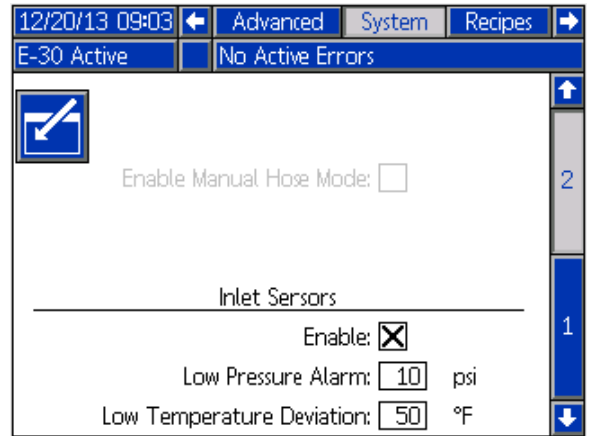 12/20/13 09:03 Advanced System Recipes
E-30 Active No Active Errors
Enable Manual Hose Mode:
2
Inlet Sersors
Enable:
1
Low Pressure Alarm: 10 psi
Low Temperature Deviation: 50 °F